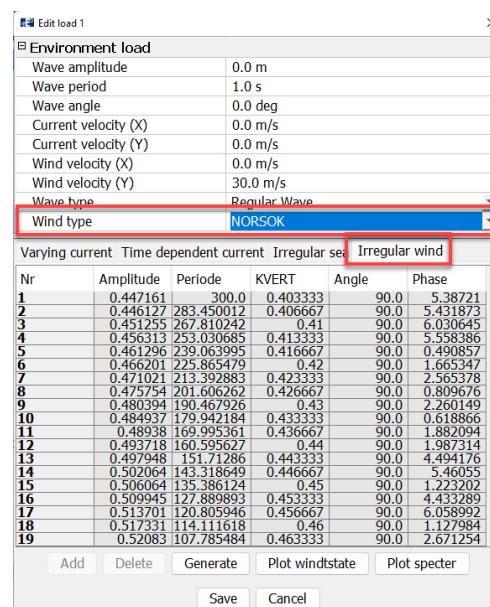 Edit load 1
Environment load
Wave amplitude 0.0 m
Wave period 1.0 s
Wave angle 0.0 deg
Current velocity (X) 0.0 m/s
Current velocity (Y) 0.0 m/s
Wind velocity (X) 0.0 m/s
Wind velocity (Y) 30.0 m/s
Wave type Regular Wave
Wind type NORSOK
Varying current Time dependent current Irregular sea Irregular wind
Nr Amplitude Periode KVERT Angle Phase
1 0.447161 300.0 0.403333 90.0 5.38721
2 0.446127 283.450012 0.406667 90.0 5.431873
3 0.451255 267.810242 0.41 90.0 6.030645
4 0.456313 253.030685 0.413333 90.0 5.558386
5 0.461296 239.063995 0.416667 90.0 0.490857
6 0.466201 225.865479 0.42 90.0 1.665347
7 0.471021 213.392883 0.423333 90.0 2.565378
8 0.475754 201.606262 0.426667 90.0 0.809676
9 0.480394 190.467926 0.43 90.0 2.260149
10 0.484937 179.942184 0.433333 90.0 0.618866
11 0.48938 169.995361 0.436667 90.0 1.882094
12 0.493718 160.595627 0.44 90.0 1.987314
13 0.497948 151.71286 0.443333 90.0 4.494176
14 0.502064 143.318649 0.446667 90.0 5.46055
15 0.506064 135.386124 0.45 90.0 1.223202
16 0.509945 127.889893 0.453333 90.0 4.433289
17 0.513701 120.805946 0.456667 90.0 6.058992
18 0.517331 114.111618 0.46 90.0 1.127984
19 0.52083 107.785484 0.463333 90.0 2.671254
Add Delete Generate Plot windtstate Plot specter
Save Cancel